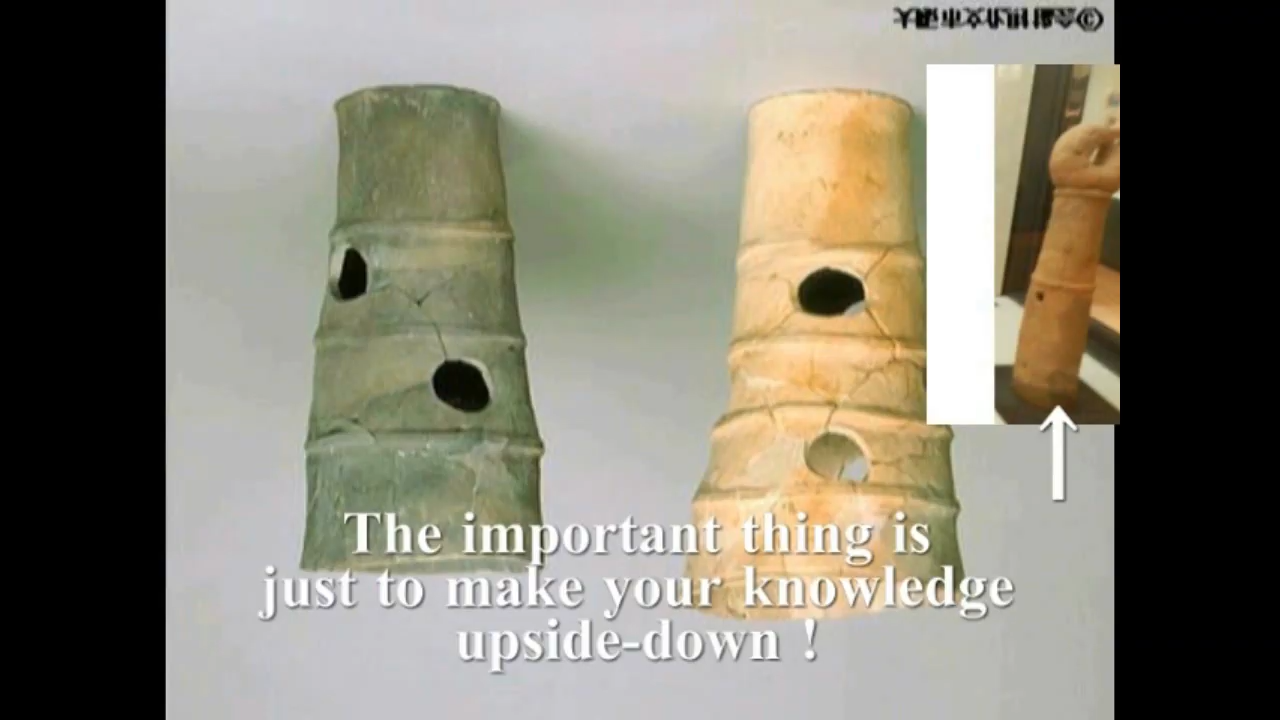 The important thing is
just to make your knowledge
upside-down !